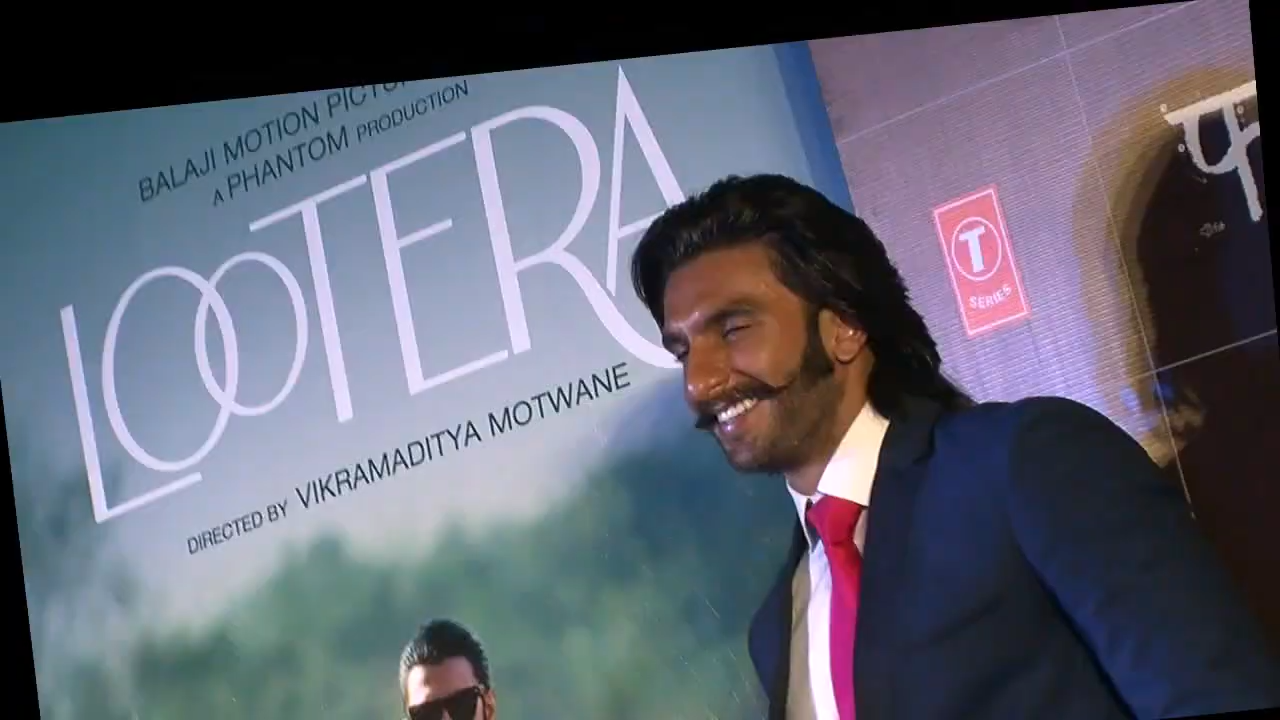 BALAJI MOTION PICTU
A PHANTOM PRODUCTION
LOOTERA
DIRECTED BY VIKRAMADITYA MOTWANE
T
SERIES